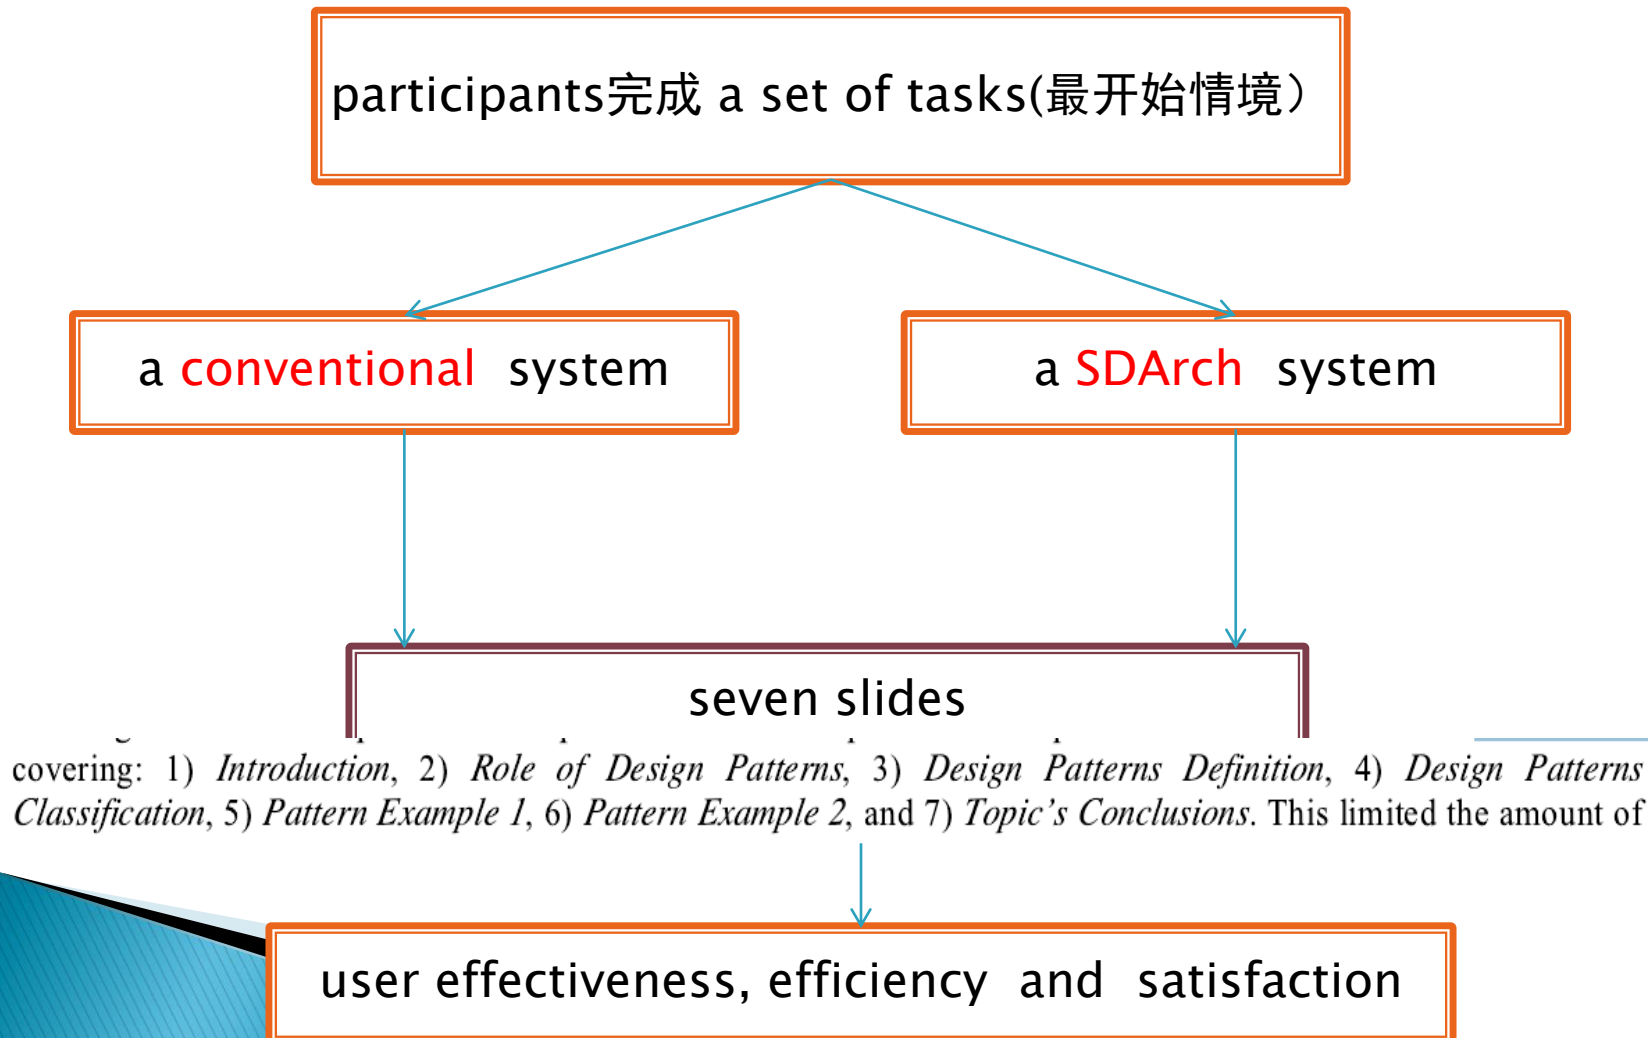 participants完成 a set of tasks(最开始情境）
a conventional system
a SDArch system
seven slides
covering: 1) Introduction, 2) Role of Design Patterns, 3) Design Patterns Definition, 4) Design Patterns
Classification, 5) Pattern Example 1, 6) Pattern Example 2, and 7) Topic's Conclusions. This limited the amount of
user effectiveness, efficiency and satisfaction